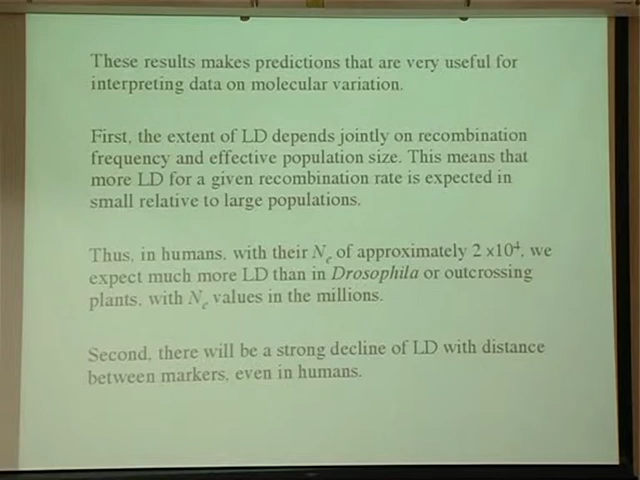 These results makes predictions that are very useful for
interpreting data on molecular variation.
First, the extent of LD depends jointly on recombination
frequency and effective population size. This means that
more LD for a given recombination rate is expected in
small relative to large populations.
Thus, in humans, with their Nₑ of approximately 2 x10⁴, we
expect much more LD than in Drosophila or outcrossing
plants, with Nₑ values in the millions.
Second, there will be a strong decline of LD with distance
between markers, even in humans.